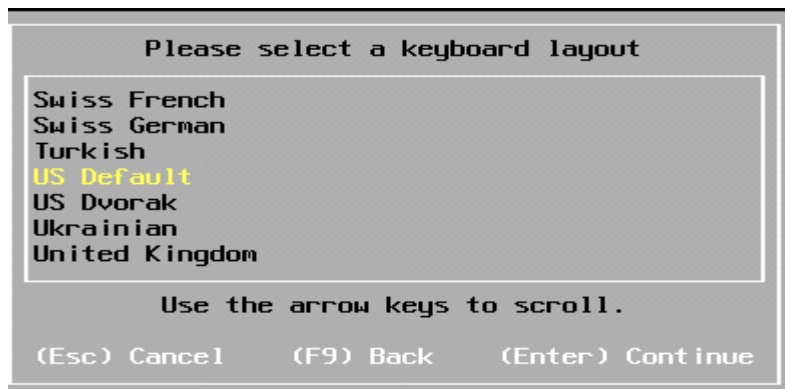 Please select a keyboard layout
Swiss French
Swiss German
Turkish
US Default
US Dvorak
Ukrainian
United Kingdom
Use the arrow keys to scroll.
(Esc) Cancel (F9) Back (Enter) Continue